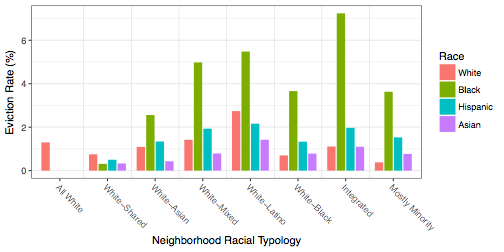 Eviction Rate (%)
6
4
2
0
All White
White−Shared
White−Asian
White−Mixed
White−Latino
White−Black
Integrated
Mostly Minority
Neighborhood Racial Typology
Race
White
Black
Hispanic
Asian